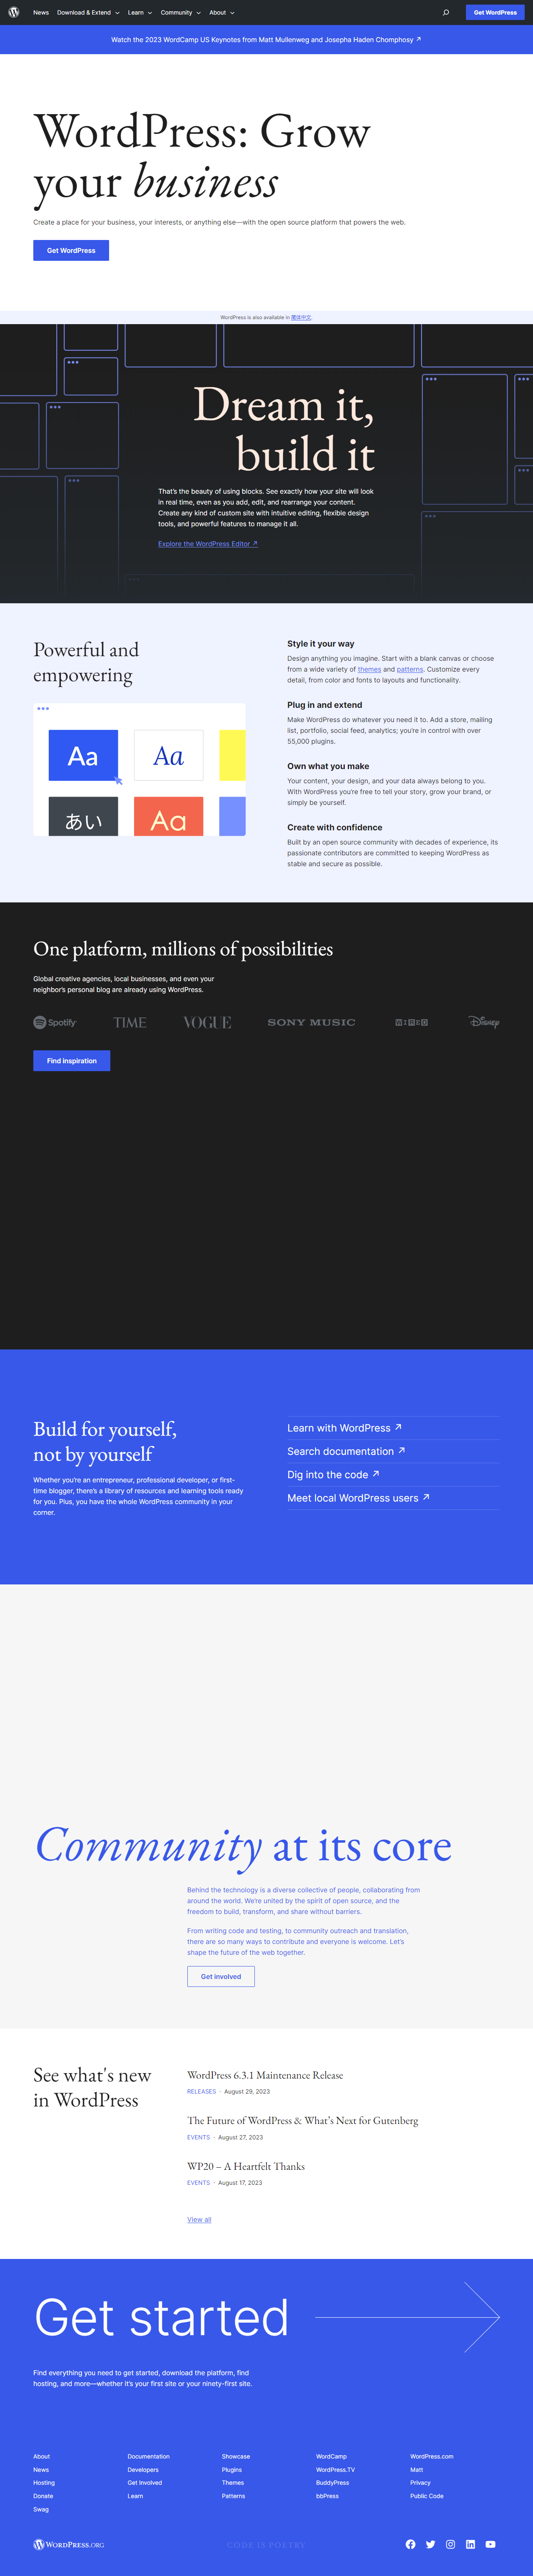 News Download & Extend Learn Community About Get WordPress
Watch the 2023 WordCamp US Keynotes from Matt Mullenweg and Josepha Haden Chomphosy ↗
WordPress: Grow
your business
Create a place for your business, your interests, or anything else—with the open source platform that powers the web.
Get WordPress
WordPress is also available in 简体中文.
Dream it,
build it
That's the beauty of using blocks. See exactly how your site will look
in real time, even as you add, edit, and rearrange your content.
Create any kind of custom site with intuitive editing, flexible design
tools, and powerful features to manage it all.
Explore the WordPress Editor ↗
Powerful and
empowering
Aa Aa
あい Aa
Style it your way
Design anything you imagine. Start with a blank canvas or choose
from a wide variety of themes and patterns. Customize every
detail, from color and fonts to layouts and functionality.
Plug in and extend
Make WordPress do whatever you need it to. Add a store, mailing
list, portfolio, social feed, analytics; you're in control with over
55,000 plugins.
Own what you make
Your content, your design, and your data always belong to you.
With WordPress you're free to tell your story, grow your brand, or
simply be yourself.
Create with confidence
Built by an open source community with decades of experience, its
passionate contributors are committed to keeping WordPress as
stable and secure as possible.
One platform, millions of possibilities
Global creative agencies, local businesses, and even your
neighbor's personal blog are already using WordPress.
Spotify TIME VOGUE SONY MUSIC WIRED Disney
Find inspiration
Build for yourself,
not by yourself
Whether you're an entrepreneur, professional developer, or first-
time blogger, there's a library of resources and learning tools ready
for you. Plus, you have the whole WordPress community in your
corner.
Learn with WordPress ↗
Search documentation ↗
Dig into the code ↗
Meet local WordPress users ↗
Community at its core
Behind the technology is a diverse collective of people, collaborating from
around the world. We're united by the spirit of open source, and the
freedom to build, transform, and share without barriers.
From writing code and testing, to community outreach and translation,
there are so many ways to contribute and everyone is welcome. Let's
shape the future of the web together.
Get involved
See what's new
in WordPress
WordPress 6.3.1 Maintenance Release
RELEASES · August 29, 2023
The Future of WordPress & What's Next for Gutenberg
EVENTS · August 27, 2023
WP20 – A Heartfelt Thanks
EVENTS · August 17, 2023
View all
Get started
Find everything you need to get started, download the platform, find
hosting, and more—whether it's your first site or your ninety-first site.
About Documentation Showcase WordCamp WordPress.com
News Developers Plugins WordPress.TV Matt
Hosting Get Involved Themes BuddyPress Privacy
Donate Learn Patterns bbPress Public Code
Swag
WordPress.org CODE IS POETRY